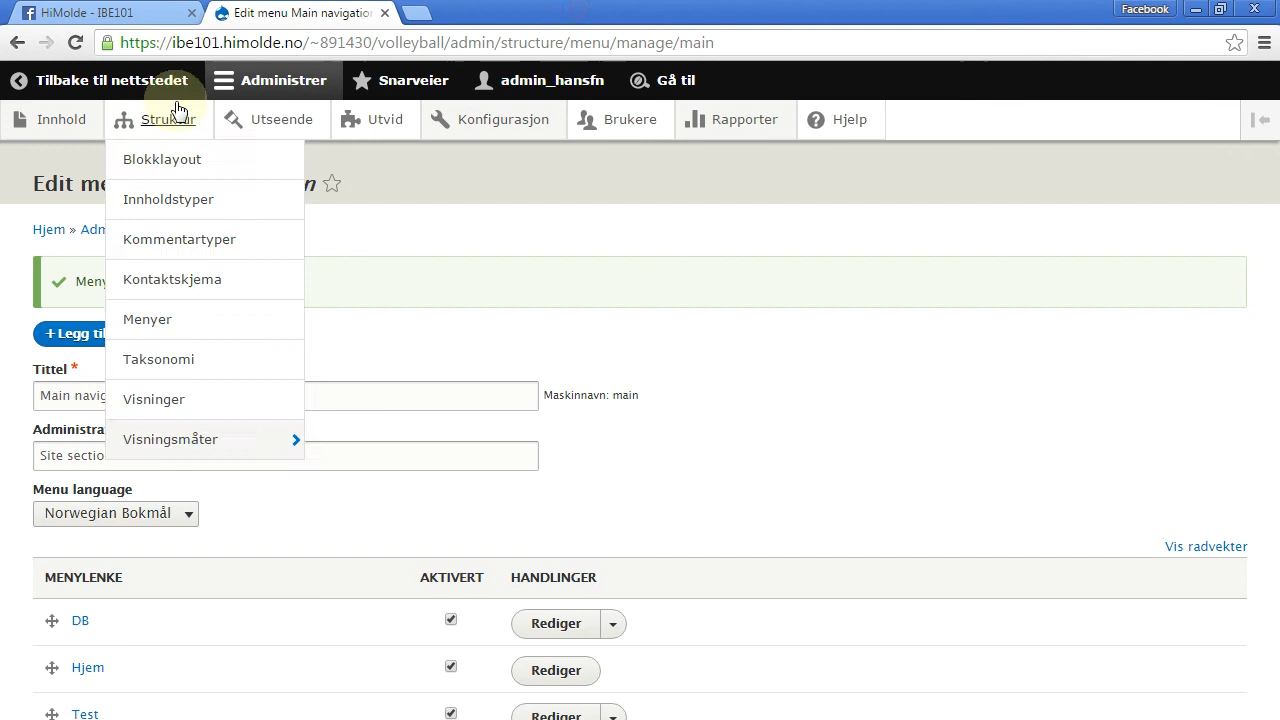 HiMolde - IBE101
Edit menu Main navigation
Facebook
https://ibe101.himolde.no/~891430/volleyball/admin/structure/menu/manage/main
Tilbake til nettstedet
Administrer
Snarveier
admin_hansfn
Gå til
Innhold
Struktur
Utseende
Utvid
Konfigurasjon
Brukere
Rapporter
Hjelp
Blokklayout
Innholdstyper
Kommentartyper
Kontaktskjema
Menyer
Taksonomi
Visninger
Visningsmåter
Edit me
n
Hjem » Adm
Meny
+ Legg til
Tittel *
Main navig
Maskinnavn: main
Administra
Site sectio
Menu language
Norwegian Bokmål
Vis radvekter
MENYLENKE AKTIVERT HANDLINGER
DB Rediger
Hjem Rediger
Test Rediger